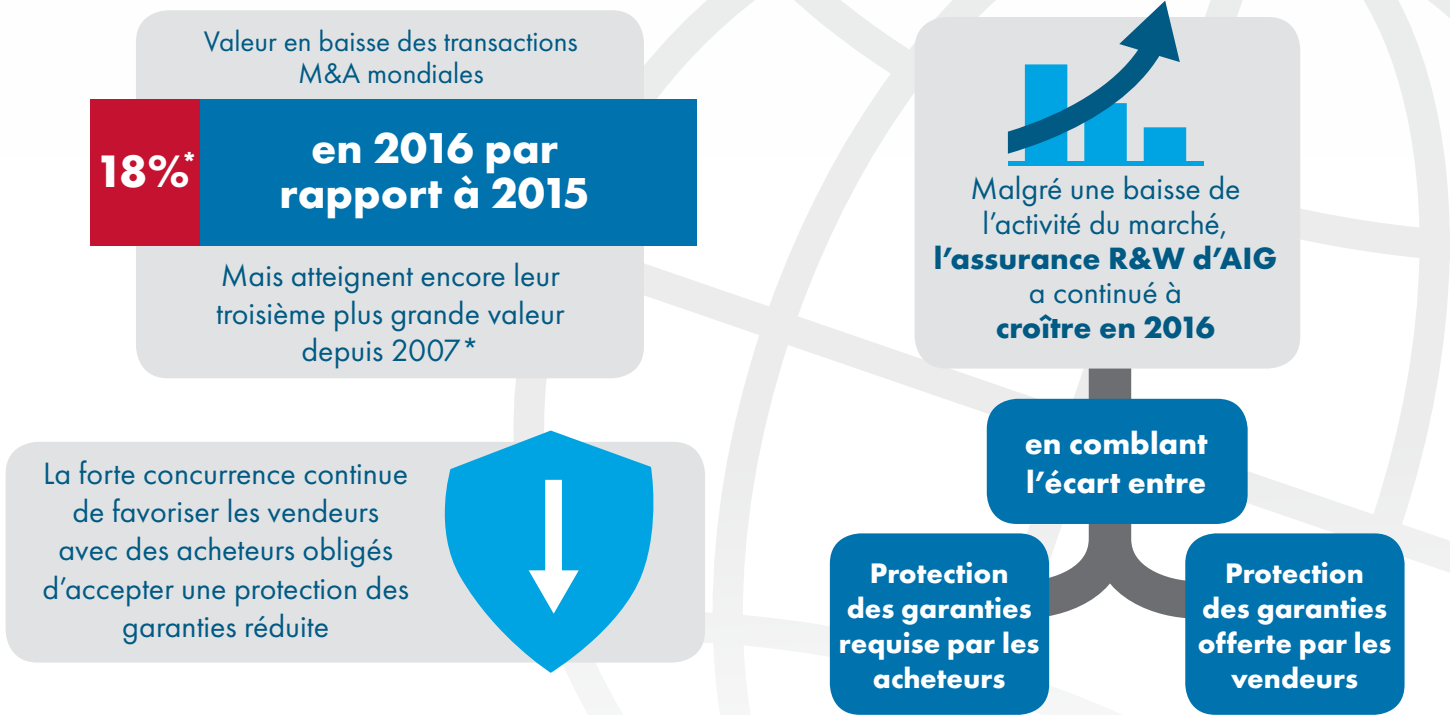 Valeur en baisse des transactions
M&A mondiales
18%*
en 2016 par
rapport à 2015
Mais atteignent encore leur
troisième plus grande valeur
depuis 2007*
La forte concurrence continue
de favoriser les vendeurs
avec des acheteurs obligés
d’accepter une protection des
garanties réduite
Malgré une baisse de
l’activité du marché,
l’assurance R&W d’AIG
a continué à
croître en 2016
en comblant
l’écart entre
Protection
des garanties
requise par les
acheteurs
Protection
des garanties
offerte par les
vendeurs